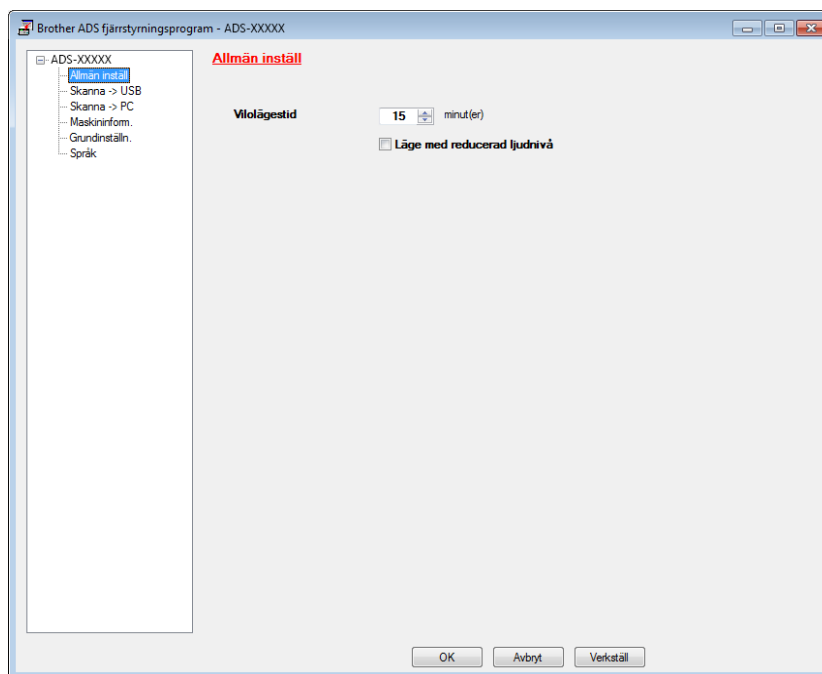 Brother ADS fjärrstyrningsprogram - ADS-XXXXX
ADS-XXXXX
Allmän inställ
Skanna -> USB
Skanna -> PC
Maskininform.
Grundinställn.
Språk
Allmän inställ
Vilolägestid 15 minut(er)
Läge med reducerad ljudnivå
OK Avbryt Verkställ